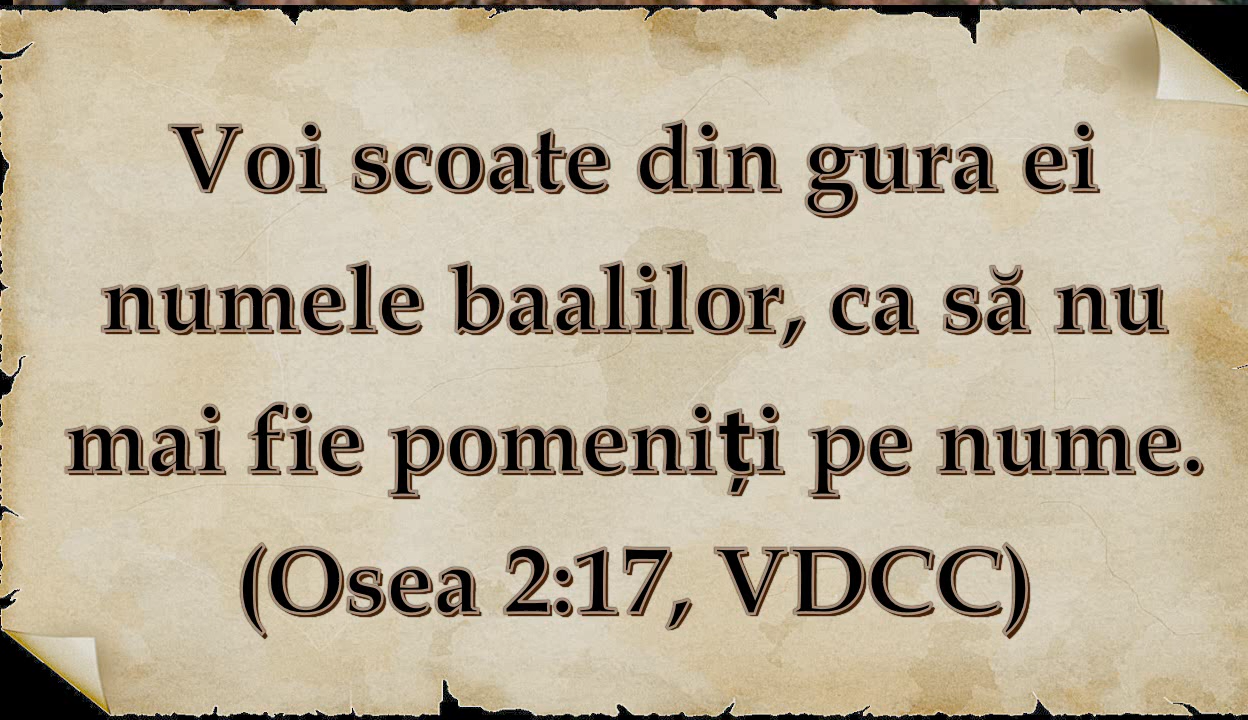 Voi scoate din gura ei
numele baalilor, ca să nu
mai fie pomeniți pe nume.
(Osea 2:17, VDCC)